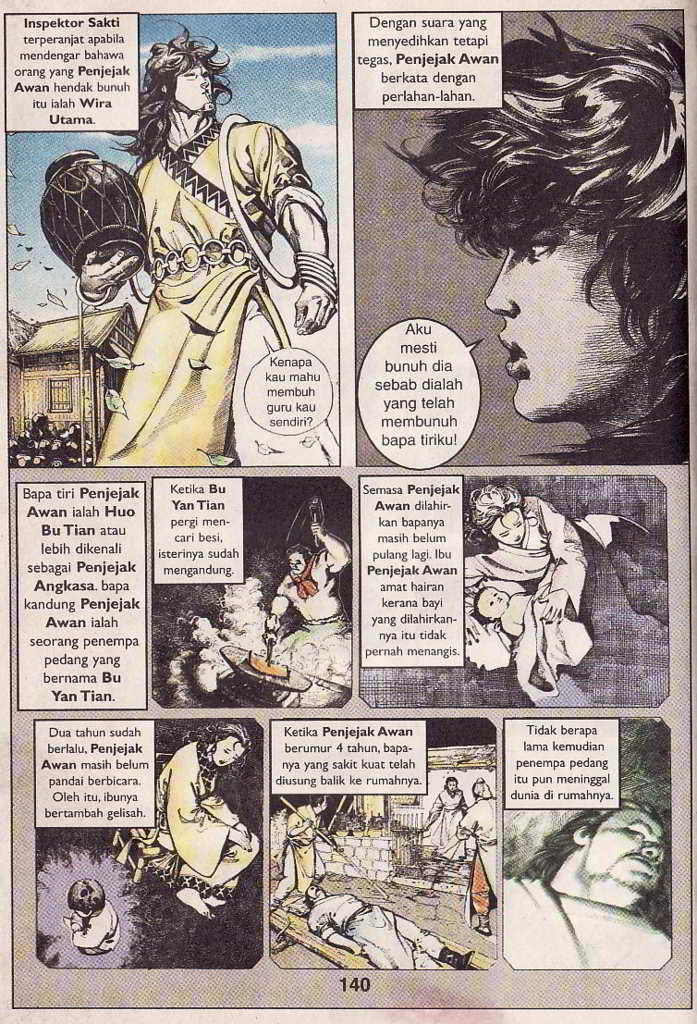 Inspektor Sakti
terperanjat apabila
mendengar bahawa
orang yang Penjejak
Awan hendak bunuh
itu ialah Wira
Utama.
Kenapa
kau mahu
membuh
guru kau
sendiri?
Dengan suara yang
menyedihkan tetapi
tegas, Penjejak Awan
berkata dengan
perlahan-lahan.
Aku
mesti
bunuh dia
sebab dialah
yang telah
membunuh
bapa tiriku!
Bapa tiri Penjejak
Awan ialah Huo
Bu Tian atau
lebih dikenali
sebagai Penjejak
Angkasa. bapa
kandung Penjejak
Awan ialah
seorang penempa
pedang yang
bernama Bu
Yan Tian.
Ketika Bu
Yan Tian
pergi men-
cari besi,
isterinya sudah
mengandung.
Semasa Penjejak
Awan dilahir-
kan bapanya
masih belum
pulang lagi. Ibu
Penjejak Awan
amat hairan
kerana bayi
yang dilahirkan-
nya itu tidak
pernah menangis.
Dua tahun sudah
berlalu, Penjejak
Awan masih belum
pandai berbicara.
Oleh itu, ibunya
bertambah gelisah.
Ketika Penjejak Awan
berumur 4 tahun, bapa-
nya yang sakit kuat telah
diusung balik ke rumahnya.
Tidak berapa
lama kemudian
penempa pedang
itu pun meninggal
dunia di rumahnya.
140